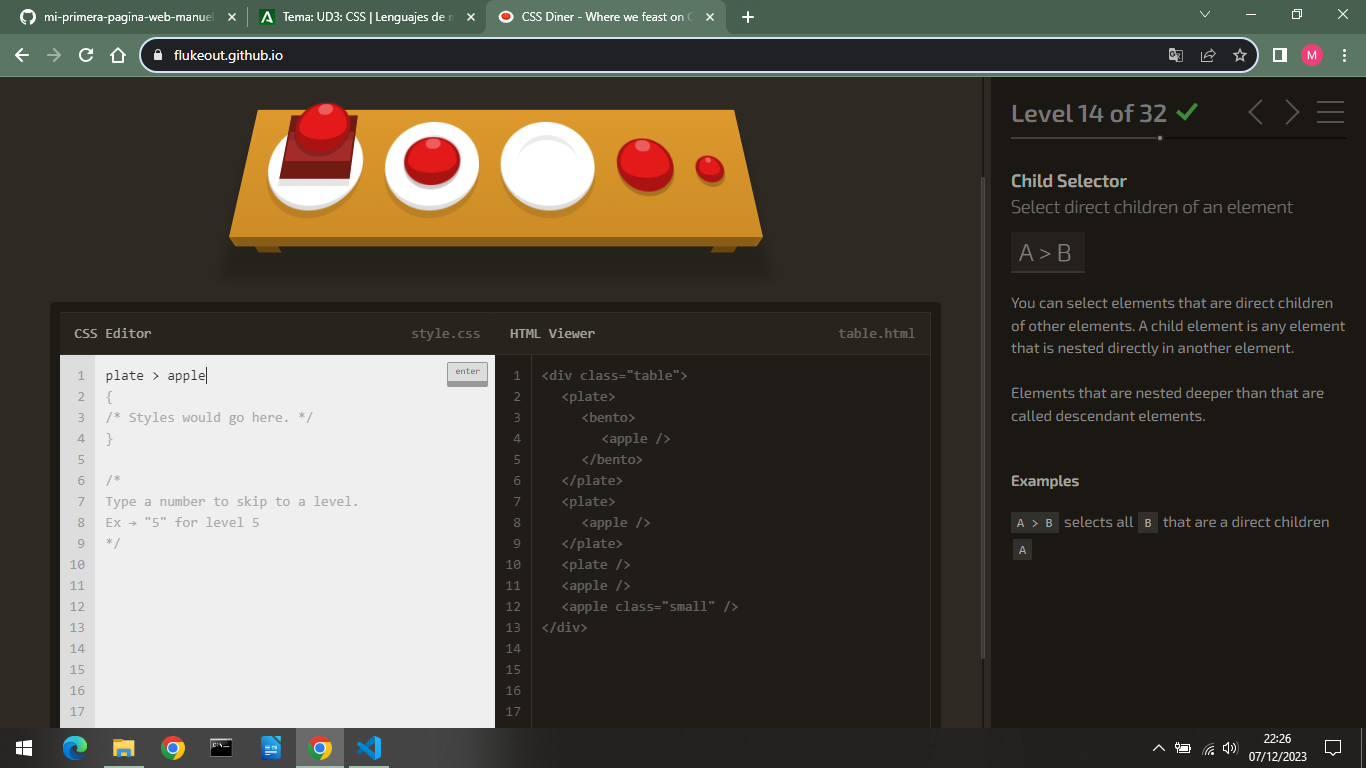 mi-primera-pagina-web-manuel
Tema: UD3: CSS | Lenguajes de m
CSS Diner - Where we feast on C
flukeout.github.io
M
Level 14 of 32
Child Selector
Select direct children of an element
A > B
You can select elements that are direct children
of other elements. A child element is any element
that is nested directly in another element.
Elements that are nested deeper than that are
called descendant elements.
Examples
A > B selects all B that are a direct children
A
CSS Editor style.css
enter
1 plate > apple
2 {
3 /* Styles would go here. */
4 }
5
6 /*
7 Type a number to skip to a level.
8 Ex → "5" for level 5
9 */
10
11
12
13
14
15
16
17
HTML Viewer table.html
1 <div class="table">
2 <plate>
3 <bento>
4 <apple />
5 </bento>
6 </plate>
7 <plate>
8 <apple />
9 </plate>
10 <plate />
11 <apple />
12 <apple class="small" />
13 </div>
14
15
16
17
22:26
07/12/2023